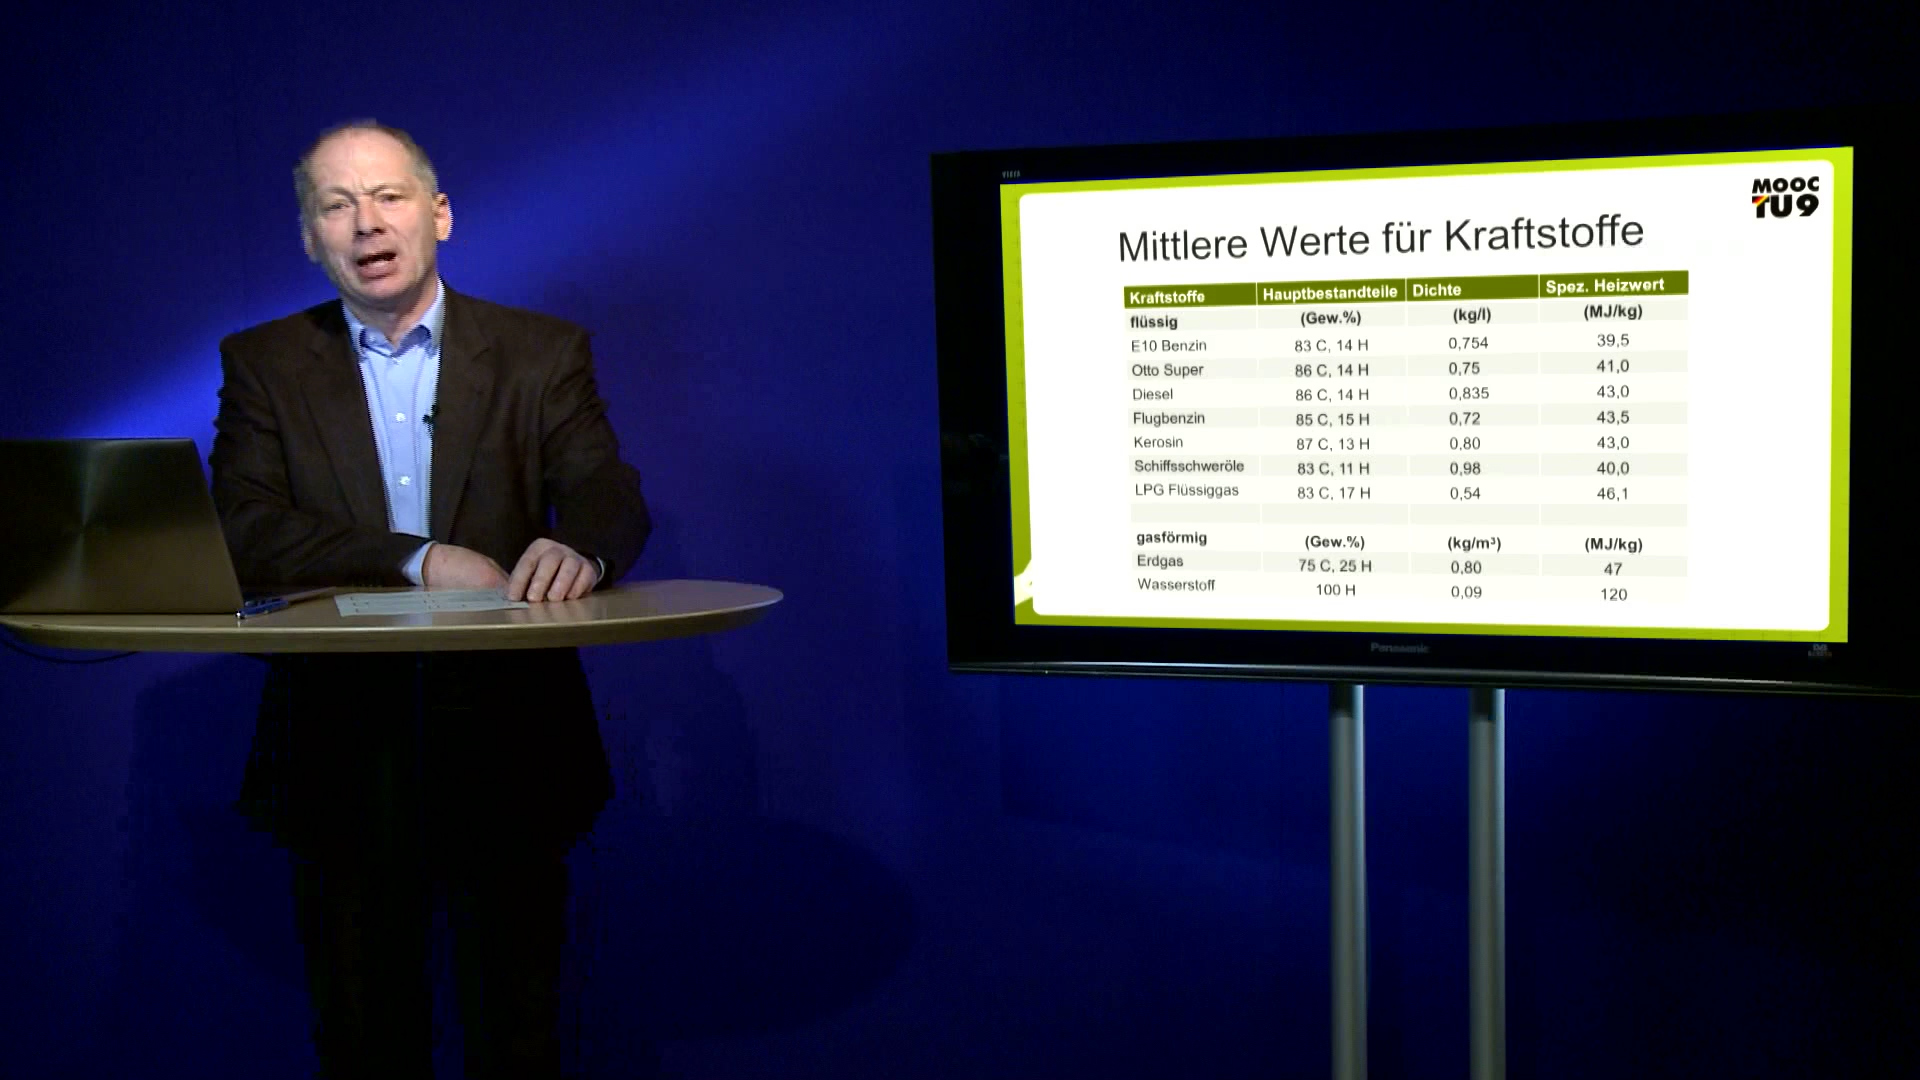 MOOC
TU9
Mittlere Werte für Kraftstoffe
Kraftstoffe Hauptbestandteile Dichte Spez. Heizwert
flüssig (Gew.%) (kg/l) (MJ/kg)
E10 Benzin 83 C, 14 H 0,754 39,5
Otto Super 86 C, 14 H 0,75 41,0
Diesel 86 C, 14 H 0,835 43,0
Flugbenzin 85 C, 15 H 0,72 43,5
Kerosin 87 C, 13 H 0,80 43,0
Schiffsschweröle 83 C, 11 H 0,98 40,0
LPG Flüssiggas 83 C, 17 H 0,54 46,1
gasförmig (Gew.%) (kg/m³) (MJ/kg)
Erdgas 75 C, 25 H 0,80 47
Wasserstoff 100 H 0,09 120
Panasonic